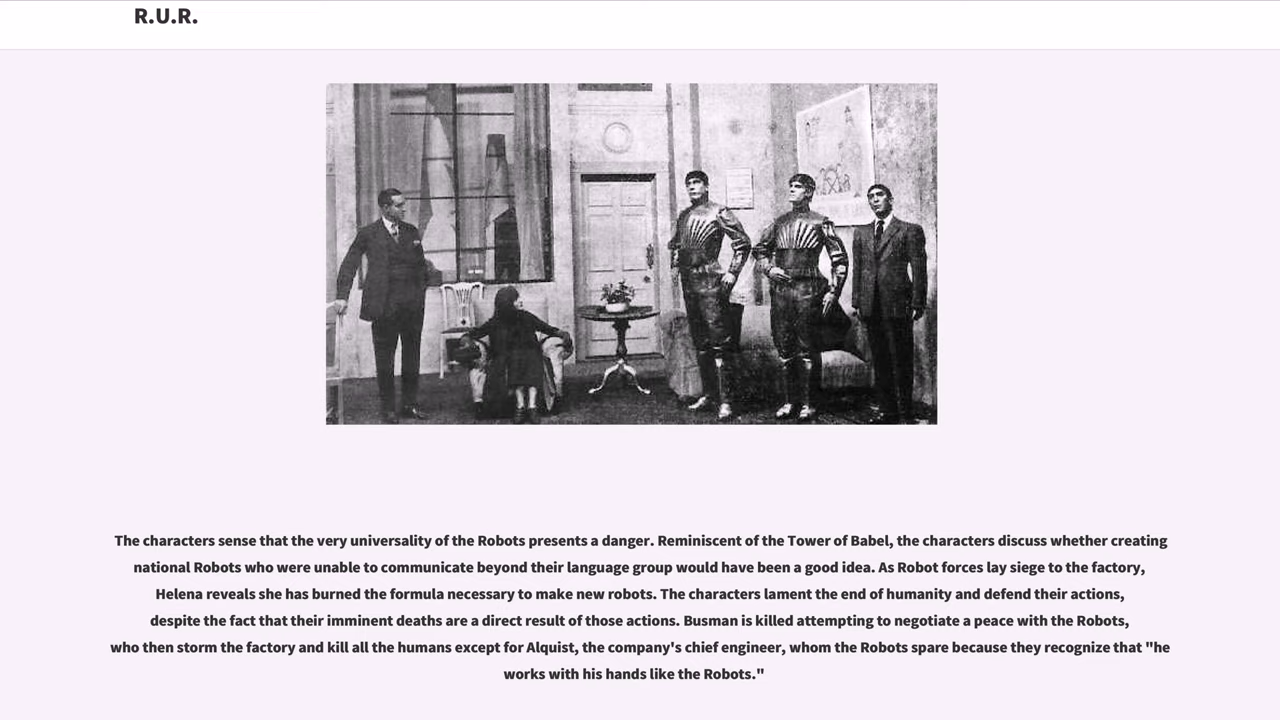 R.U.R.
The characters sense that the very universality of the Robots presents a danger. Reminiscent of the Tower of Babel, the characters discuss whether creating
national Robots who were unable to communicate beyond their language group would have been a good idea. As Robot forces lay siege to the factory,
Helena reveals she has burned the formula necessary to make new robots. The characters lament the end of humanity and defend their actions,
despite the fact that their imminent deaths are a direct result of those actions. Busman is killed attempting to negotiate a peace with the Robots,
who then storm the factory and kill all the humans except for Alquist, the company's chief engineer, whom the Robots spare because they recognize that "he
works with his hands like the Robots."